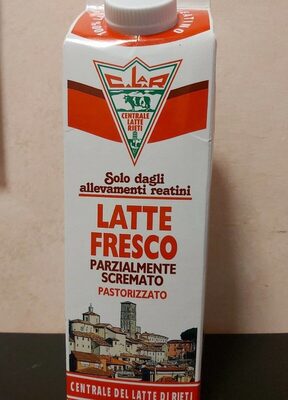 C.L.A.R
CENTRALE
LATTE
RIETI
Solo dagli
allevamenti reatini
LATTE
FRESCO
PARZIALMENTE
SCREMATO
PASTORIZZATO
CENTRALE DEL LATTE DI RIETI